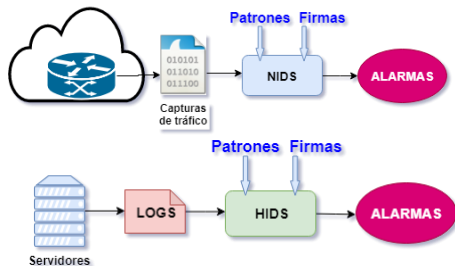 Patrones Firmas
010101
011010
011100
NIDS
ALARMAS
Capturas
de tráfico
Patrones Firmas
LOGS
HIDS
ALARMAS
Servidores